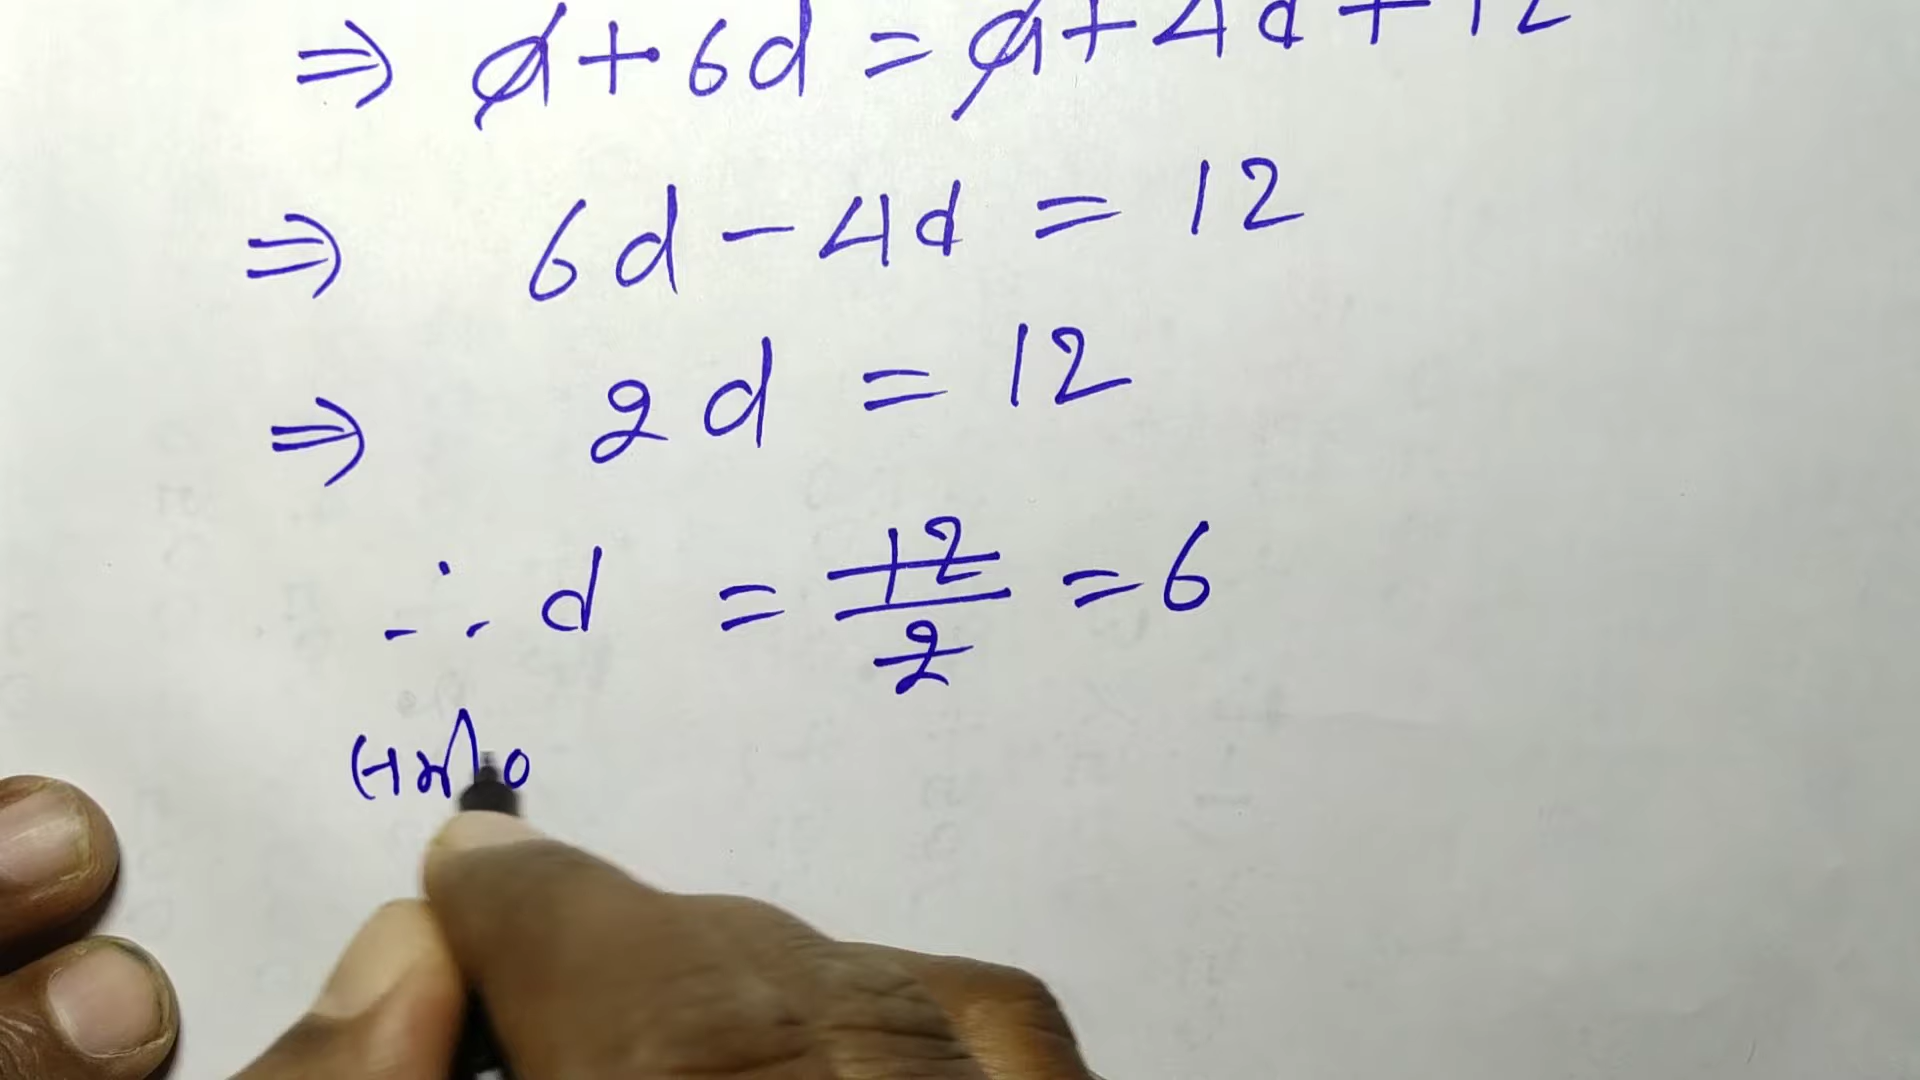 ⇒ a + 6d = a + 4d + 12
⇒ 6d - 4d = 12
⇒ 2d = 12
∴ d = 12/2 = 6